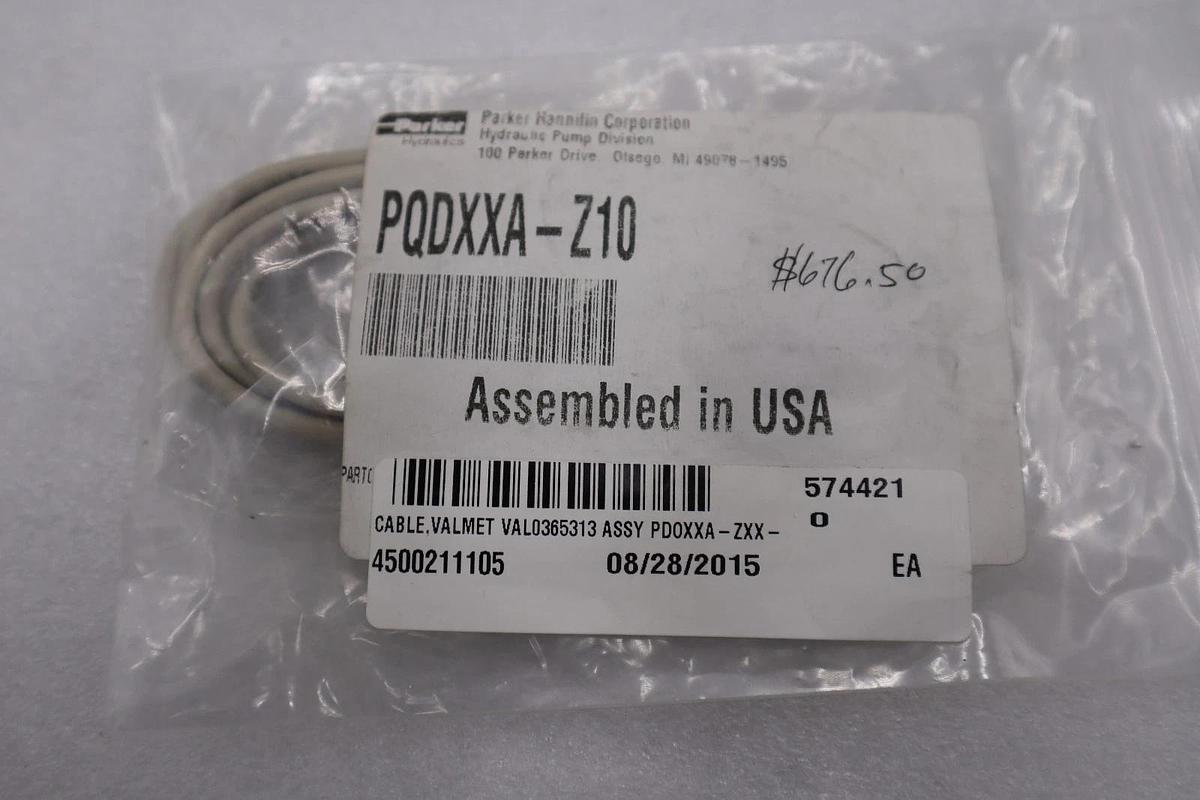 Parker
Hydraulics
Parker Hannifin Corporation
Hydraulic Pump Division
100 Parker Drive. Otsego. MI 49078-1495
PQDXXA-Z10
$676.50
Assembled in USA
PARTO
574421
0
CABLE,VALMET VAL0365313 ASSY PDOXXA-ZXX-
4500211105 08/28/2015 EA